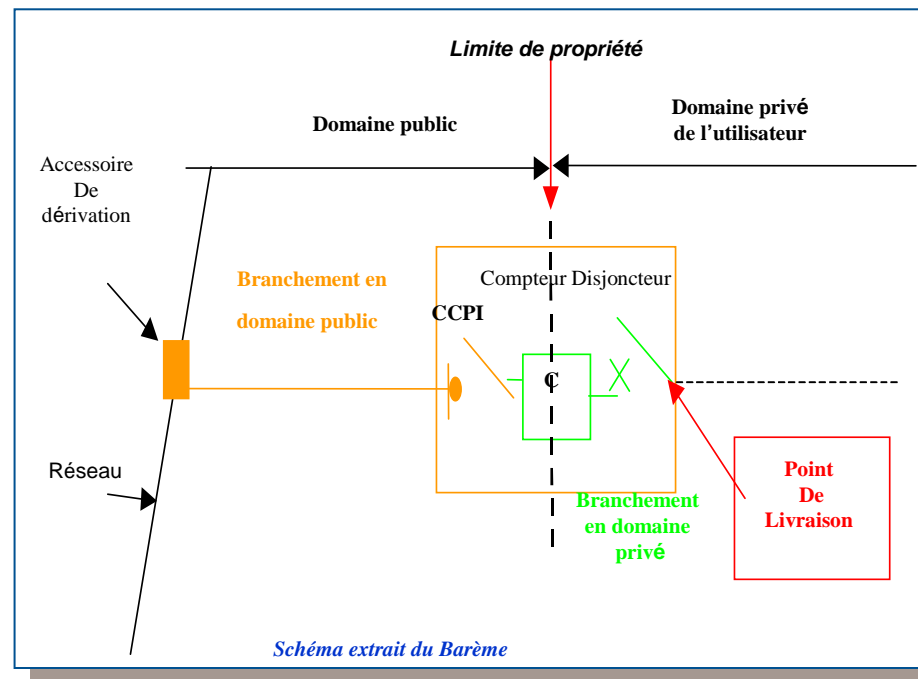 Limite de propriété
Domaine public
Domaine privé
de l'utilisateur
Accessoire
De
dérivation
Branchement en
domaine public
Compteur Disjoncteur
CCPI
C
Réseau
Branchement
en domaine
privé
Point
De
Livraison
Schéma extrait du Barème